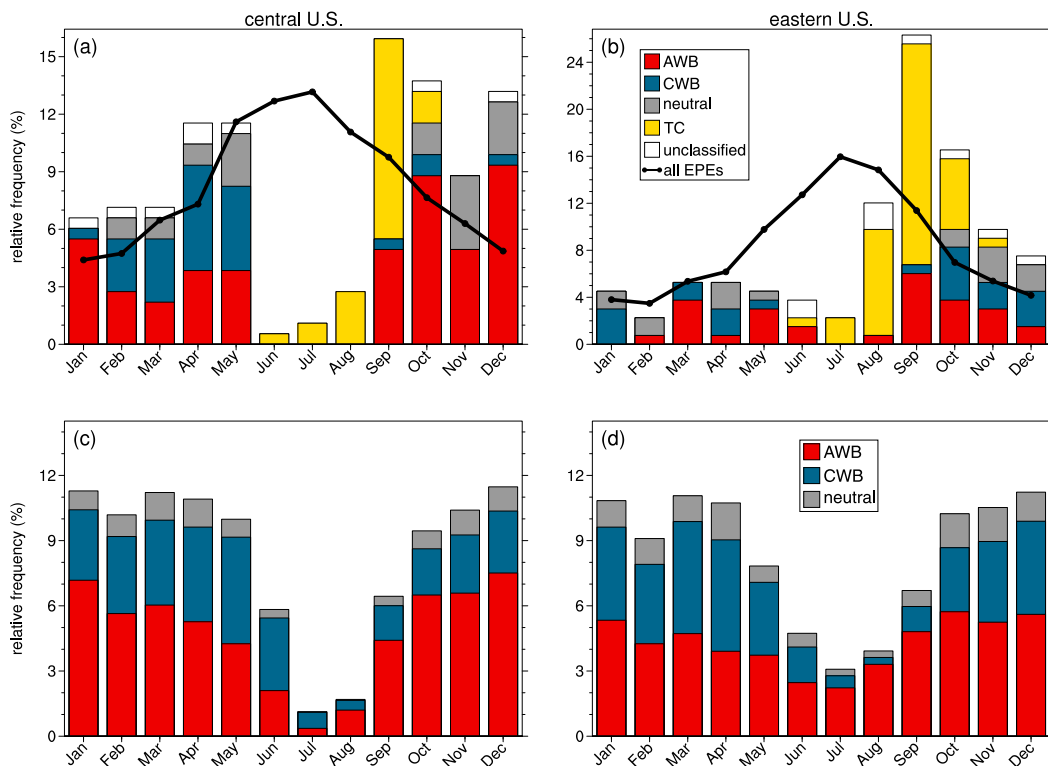 central U.S.
eastern U.S.
(a)
relative frequency (%)
15
12
9
6
3
0
Jan Feb Mar Apr May Jun Jul Aug Sep Oct Nov Dec
(b)
AWB
CWB
neutral
TC
unclassified
all EPEs
24
20
16
12
8
4
0
Jan Feb Mar Apr May Jun Jul Aug Sep Oct Nov Dec
(c)
relative frequency (%)
12
9
6
3
0
Jan Feb Mar Apr May Jun Jul Aug Sep Oct Nov Dec
(d)
AWB
CWB
neutral
12
9
6
3
0
Jan Feb Mar Apr May Jun Jul Aug Sep Oct Nov Dec